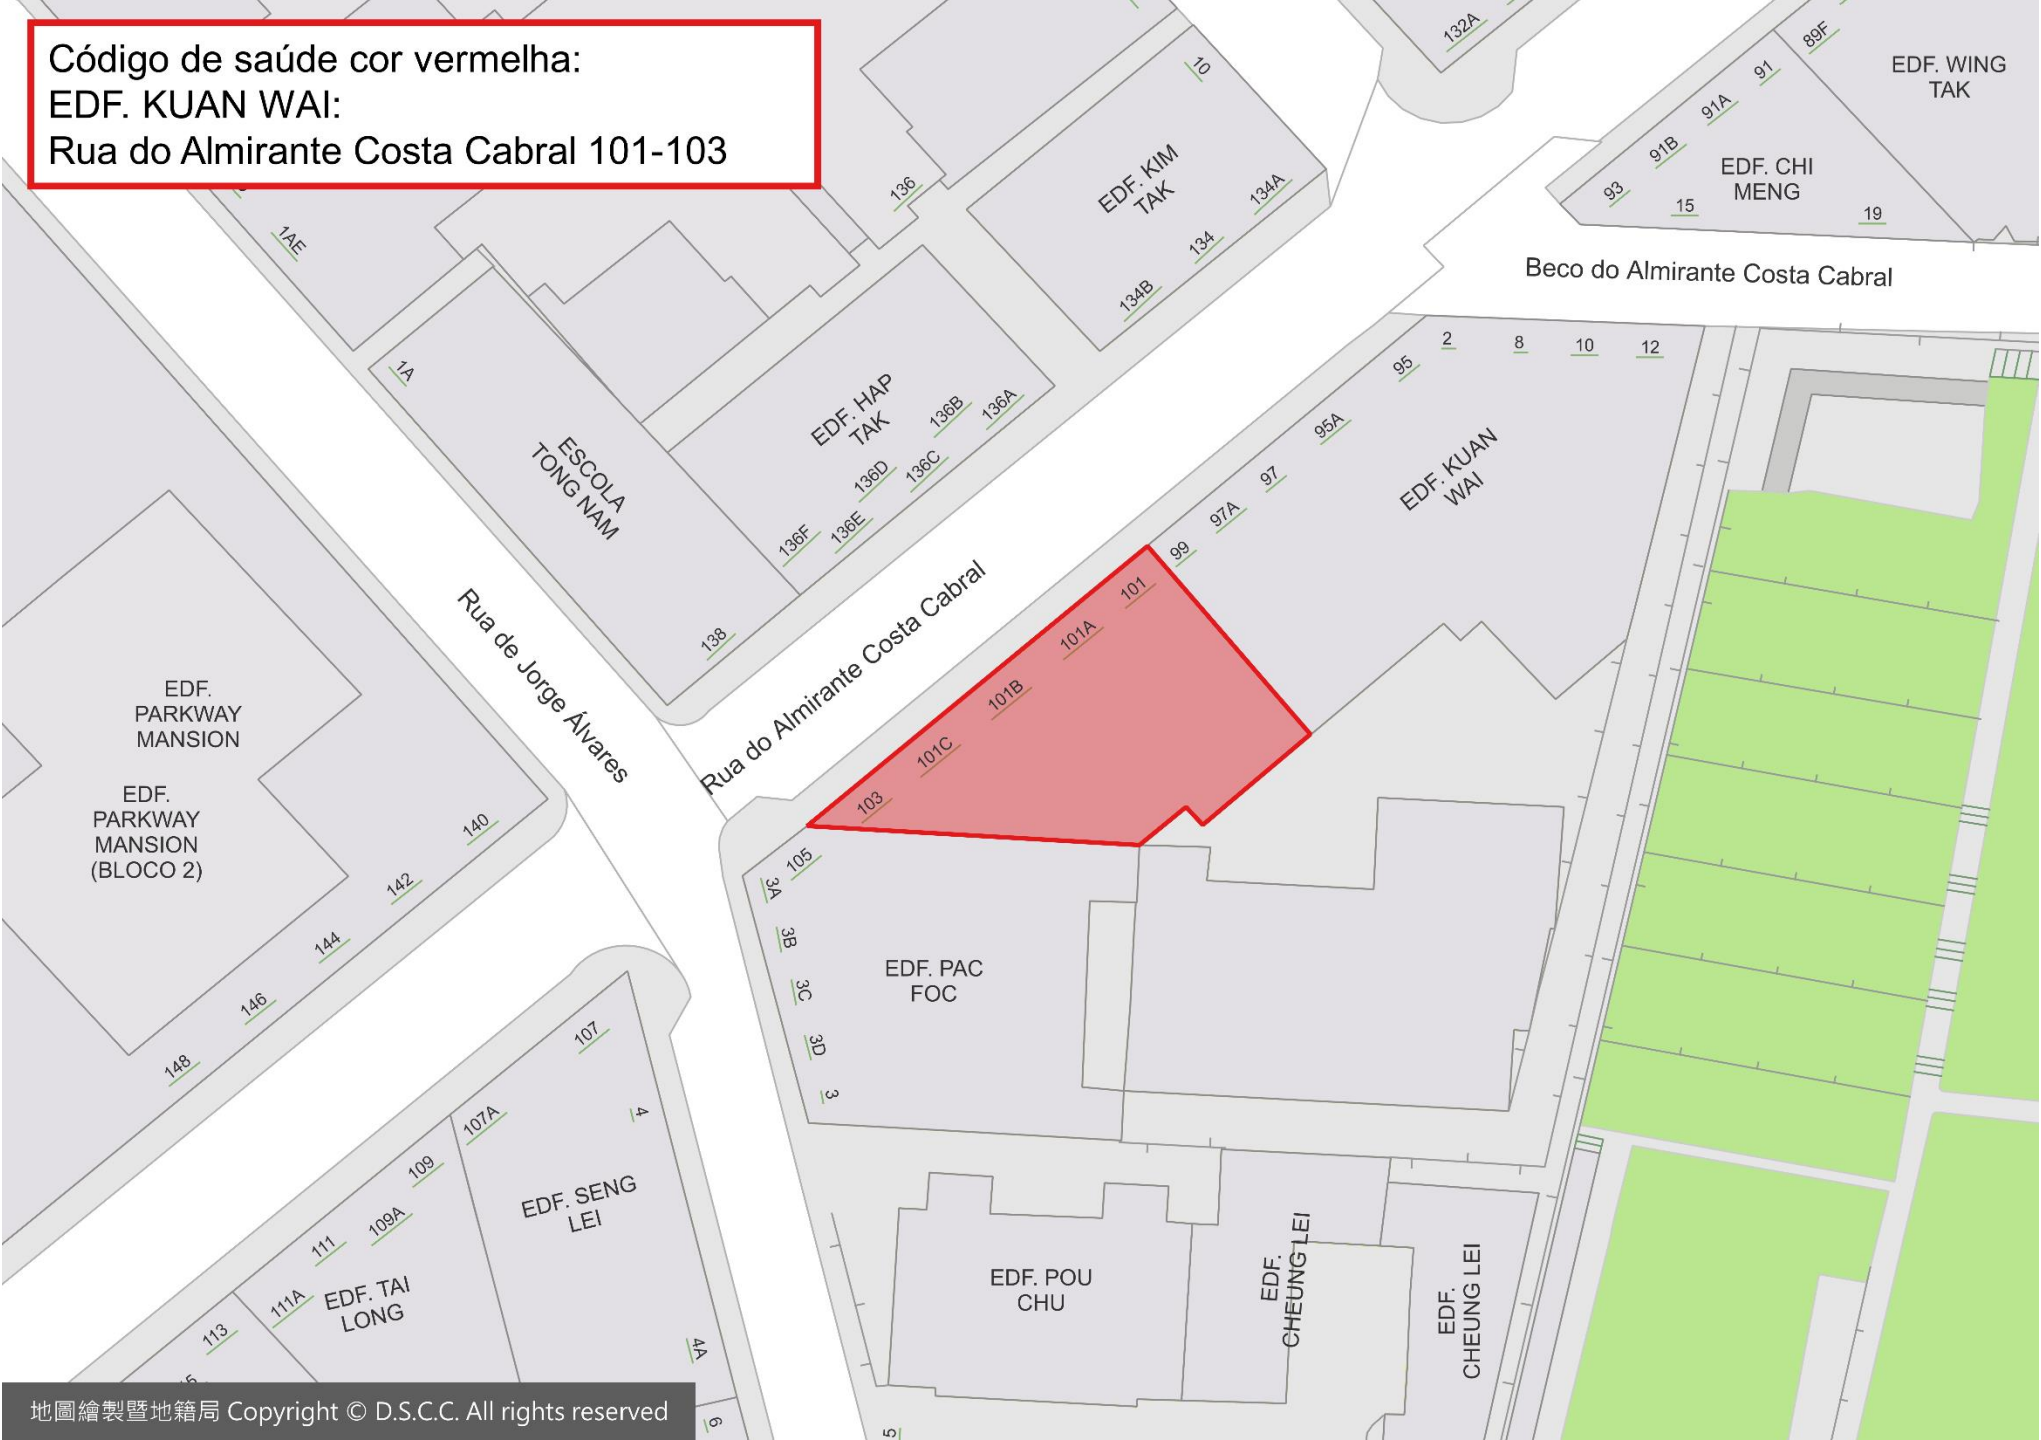 Código de saúde cor vermelha:
EDF. KUAN WAI:
Rua do Almirante Costa Cabral 101-103
132A
89F
91
91A
91B
93
EDF. WING
TAK
EDF. CHI
MENG
15
19
10
EDF. KIM
TAK
134A
134
134B
136
1AE
1A
Beco do Almirante Costa Cabral
2
8
10
12
95
95A
97
97A
99
EDF. KUAN
WAI
EDF. HAP
TAK
136A
136B
136C
136D
136E
136F
ESCOLA
TONG NAM
138
Rua de Jorge Álvares
Rua do Almirante Costa Cabral
101
101A
101B
101C
103
105
3A
3B
3C
3D
3
EDF. PAC
FOC
EDF.
PARKWAY
MANSION
EDF.
PARKWAY
MANSION
(BLOCO 2)
140
142
144
146
148
107
107A
109
109A
111
111A
113
4
4A
6
5
EDF. SENG
LEI
EDF. TAI
LONG
EDF. POU
CHU
EDF.
CHEUNG LEI
EDF.
CHEUNG LEI
地圖繪製暨地籍局 Copyright © D.S.C.C. All rights reserved